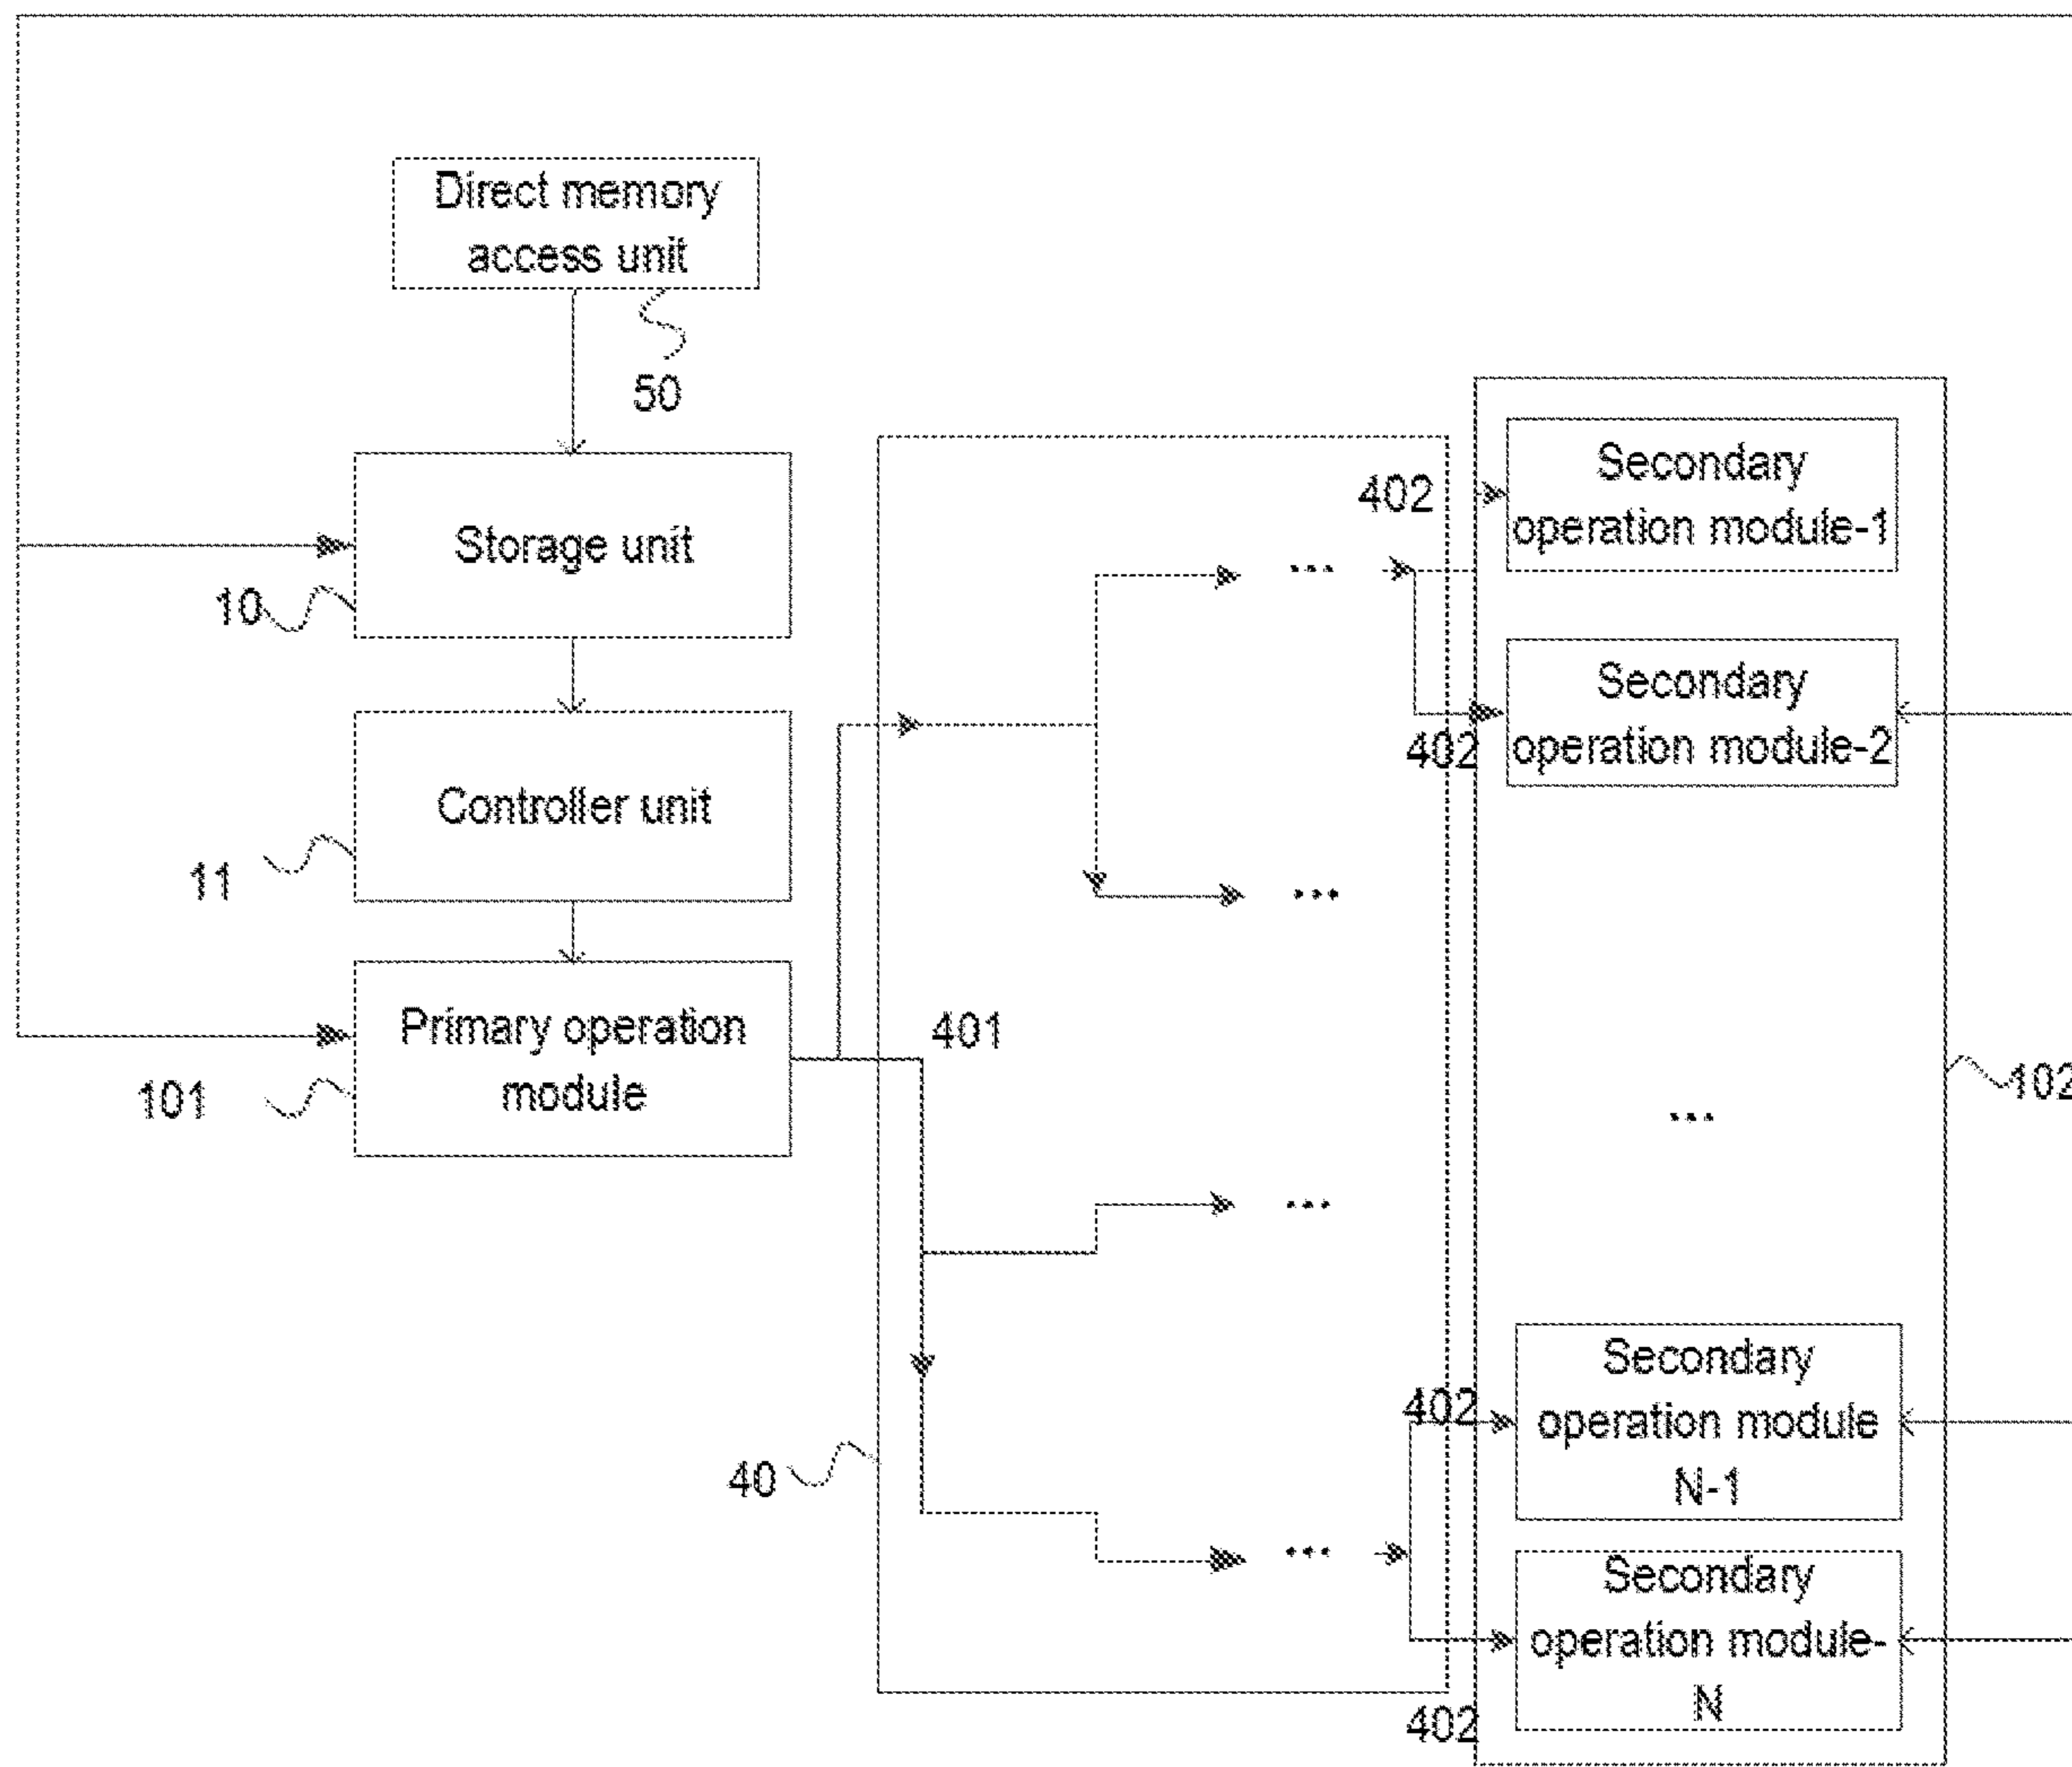 Direct memory
access unit
50
Storage unit
10
Controller unit
11
Primary operation
module
101
401
40
...
...
...
...
402
402
402
402
Secondary
operation module-1
Secondary
operation module-2
...
Secondary
operation module
N-1
Secondary
operation module-
N
102